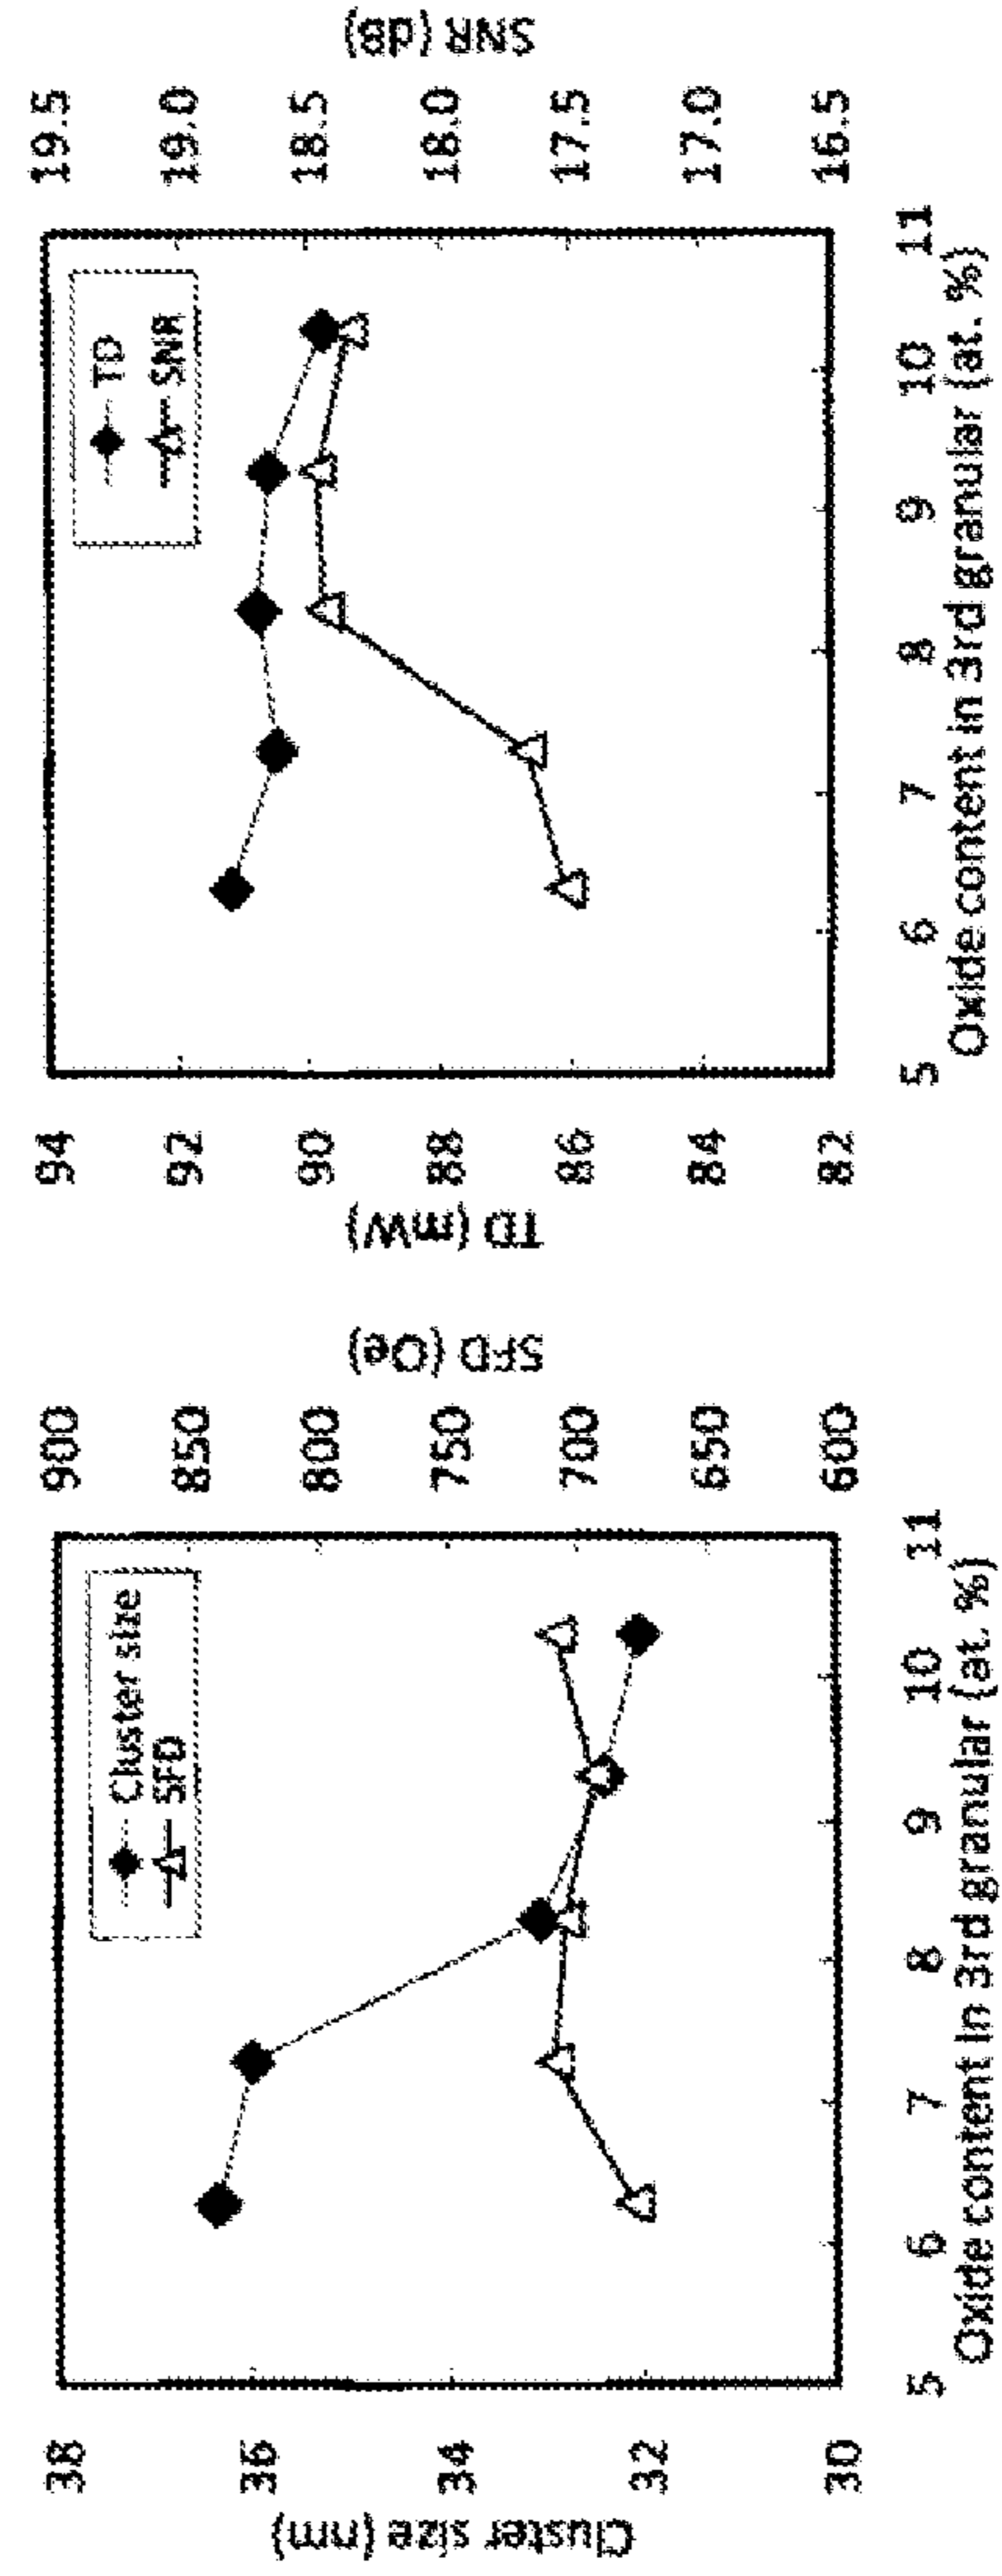 Cluster size (nm)
38
36
34
32
30
Cluster size
SFD
900
850
800
750
700
650
600
SFD (Oe)
5 6 7 8 9 10 11
Oxide content in 3rd granular (at. %)
TD (mW)
94
92
90
88
86
84
82
TD
SNR
19.5
19.0
18.5
18.0
17.5
17.0
16.5
SNR (dB)
5 6 7 8 9 10 11
Oxide content in 3rd granular (at. %)